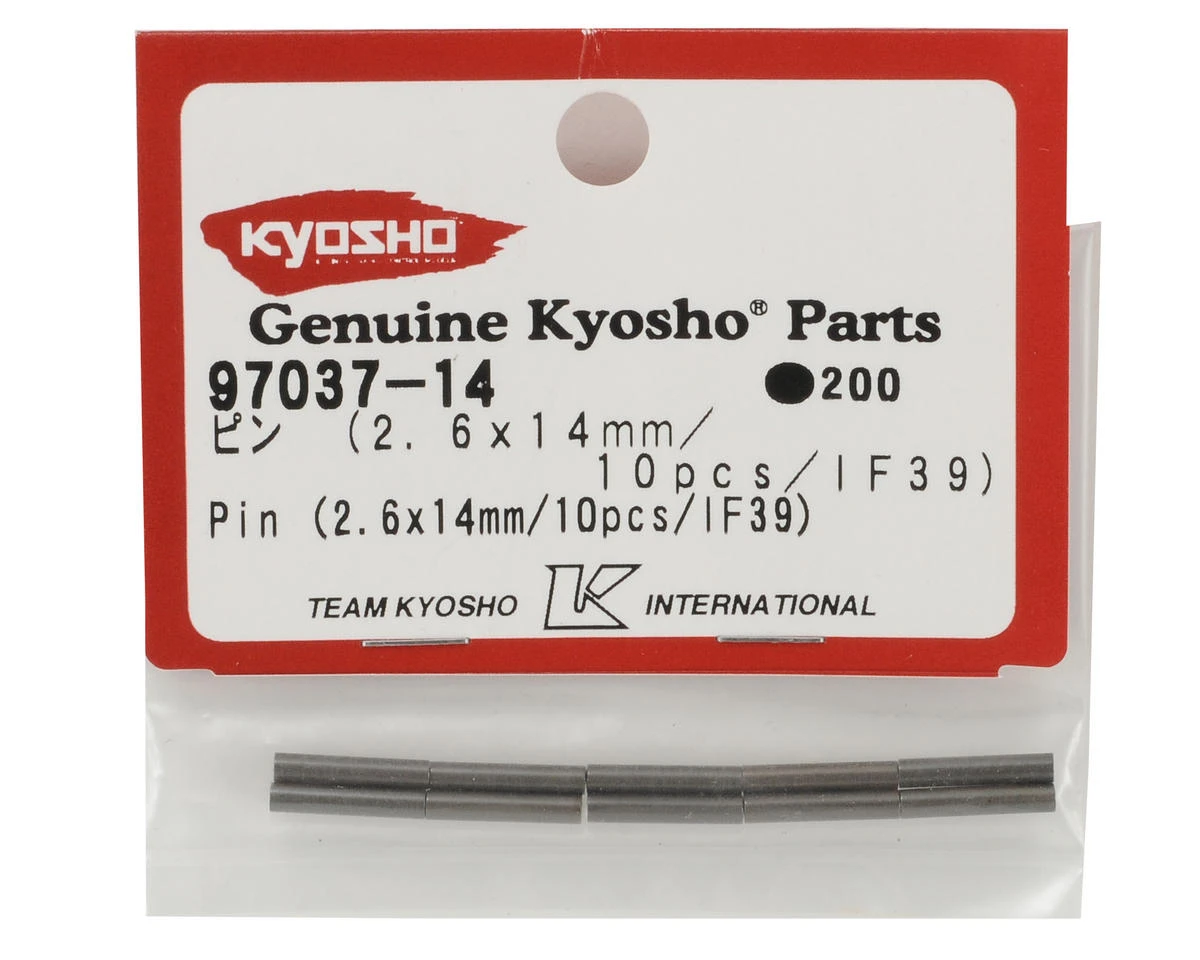 KYOSHO
Genuine Kyosho® Parts
97037-14 ●200
ピン (2.6x14mm/
10pcs/IF39)
Pin (2.6x14mm/10pcs/IF39)
TEAM KYOSHO K INTERNATIONAL